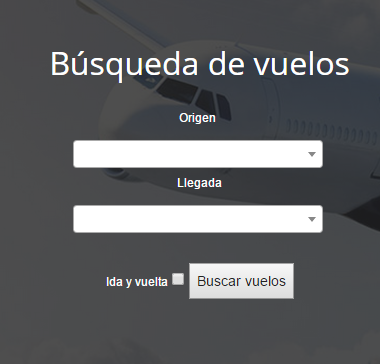 Búsqueda de vuelos
Origen
Llegada
Ida y vuelta Buscar vuelos